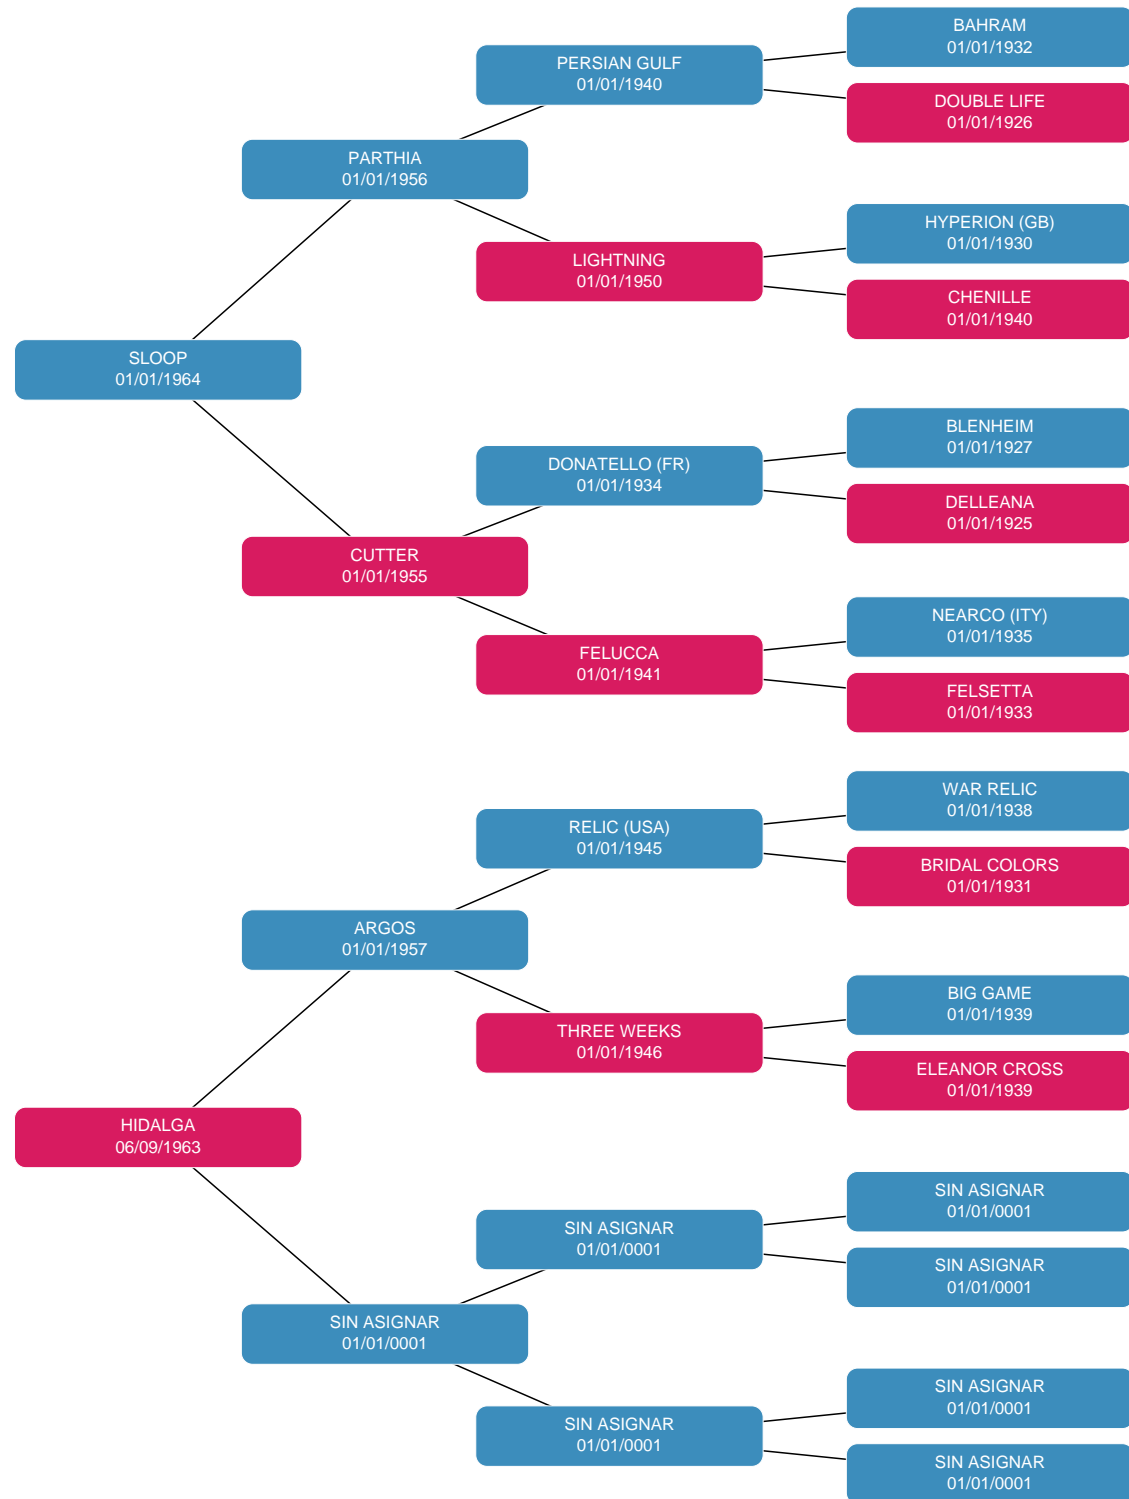 BAHRAM
01/01/1932
PERSIAN GULF
01/01/1940
DOUBLE LIFE
01/01/1926
PARTHIA
01/01/1956
HYPERION (GB)
01/01/1930
LIGHTNING
01/01/1950
CHENILLE
01/01/1940
SLOOP
01/01/1964
BLENHEIM
01/01/1927
DONATELLO (FR)
01/01/1934
DELLEANA
01/01/1925
CUTTER
01/01/1955
NEARCO (ITY)
01/01/1935
FELUCCA
01/01/1941
FELSETTA
01/01/1933
WAR RELIC
01/01/1938
RELIC (USA)
01/01/1945
BRIDAL COLORS
01/01/1931
ARGOS
01/01/1957
BIG GAME
01/01/1939
THREE WEEKS
01/01/1946
ELEANOR CROSS
01/01/1939
HIDALGA
06/09/1963
SIN ASIGNAR
01/01/0001
SIN ASIGNAR
01/01/0001
SIN ASIGNAR
01/01/0001
SIN ASIGNAR
01/01/0001
SIN ASIGNAR
01/01/0001
SIN ASIGNAR
01/01/0001
SIN ASIGNAR
01/01/0001